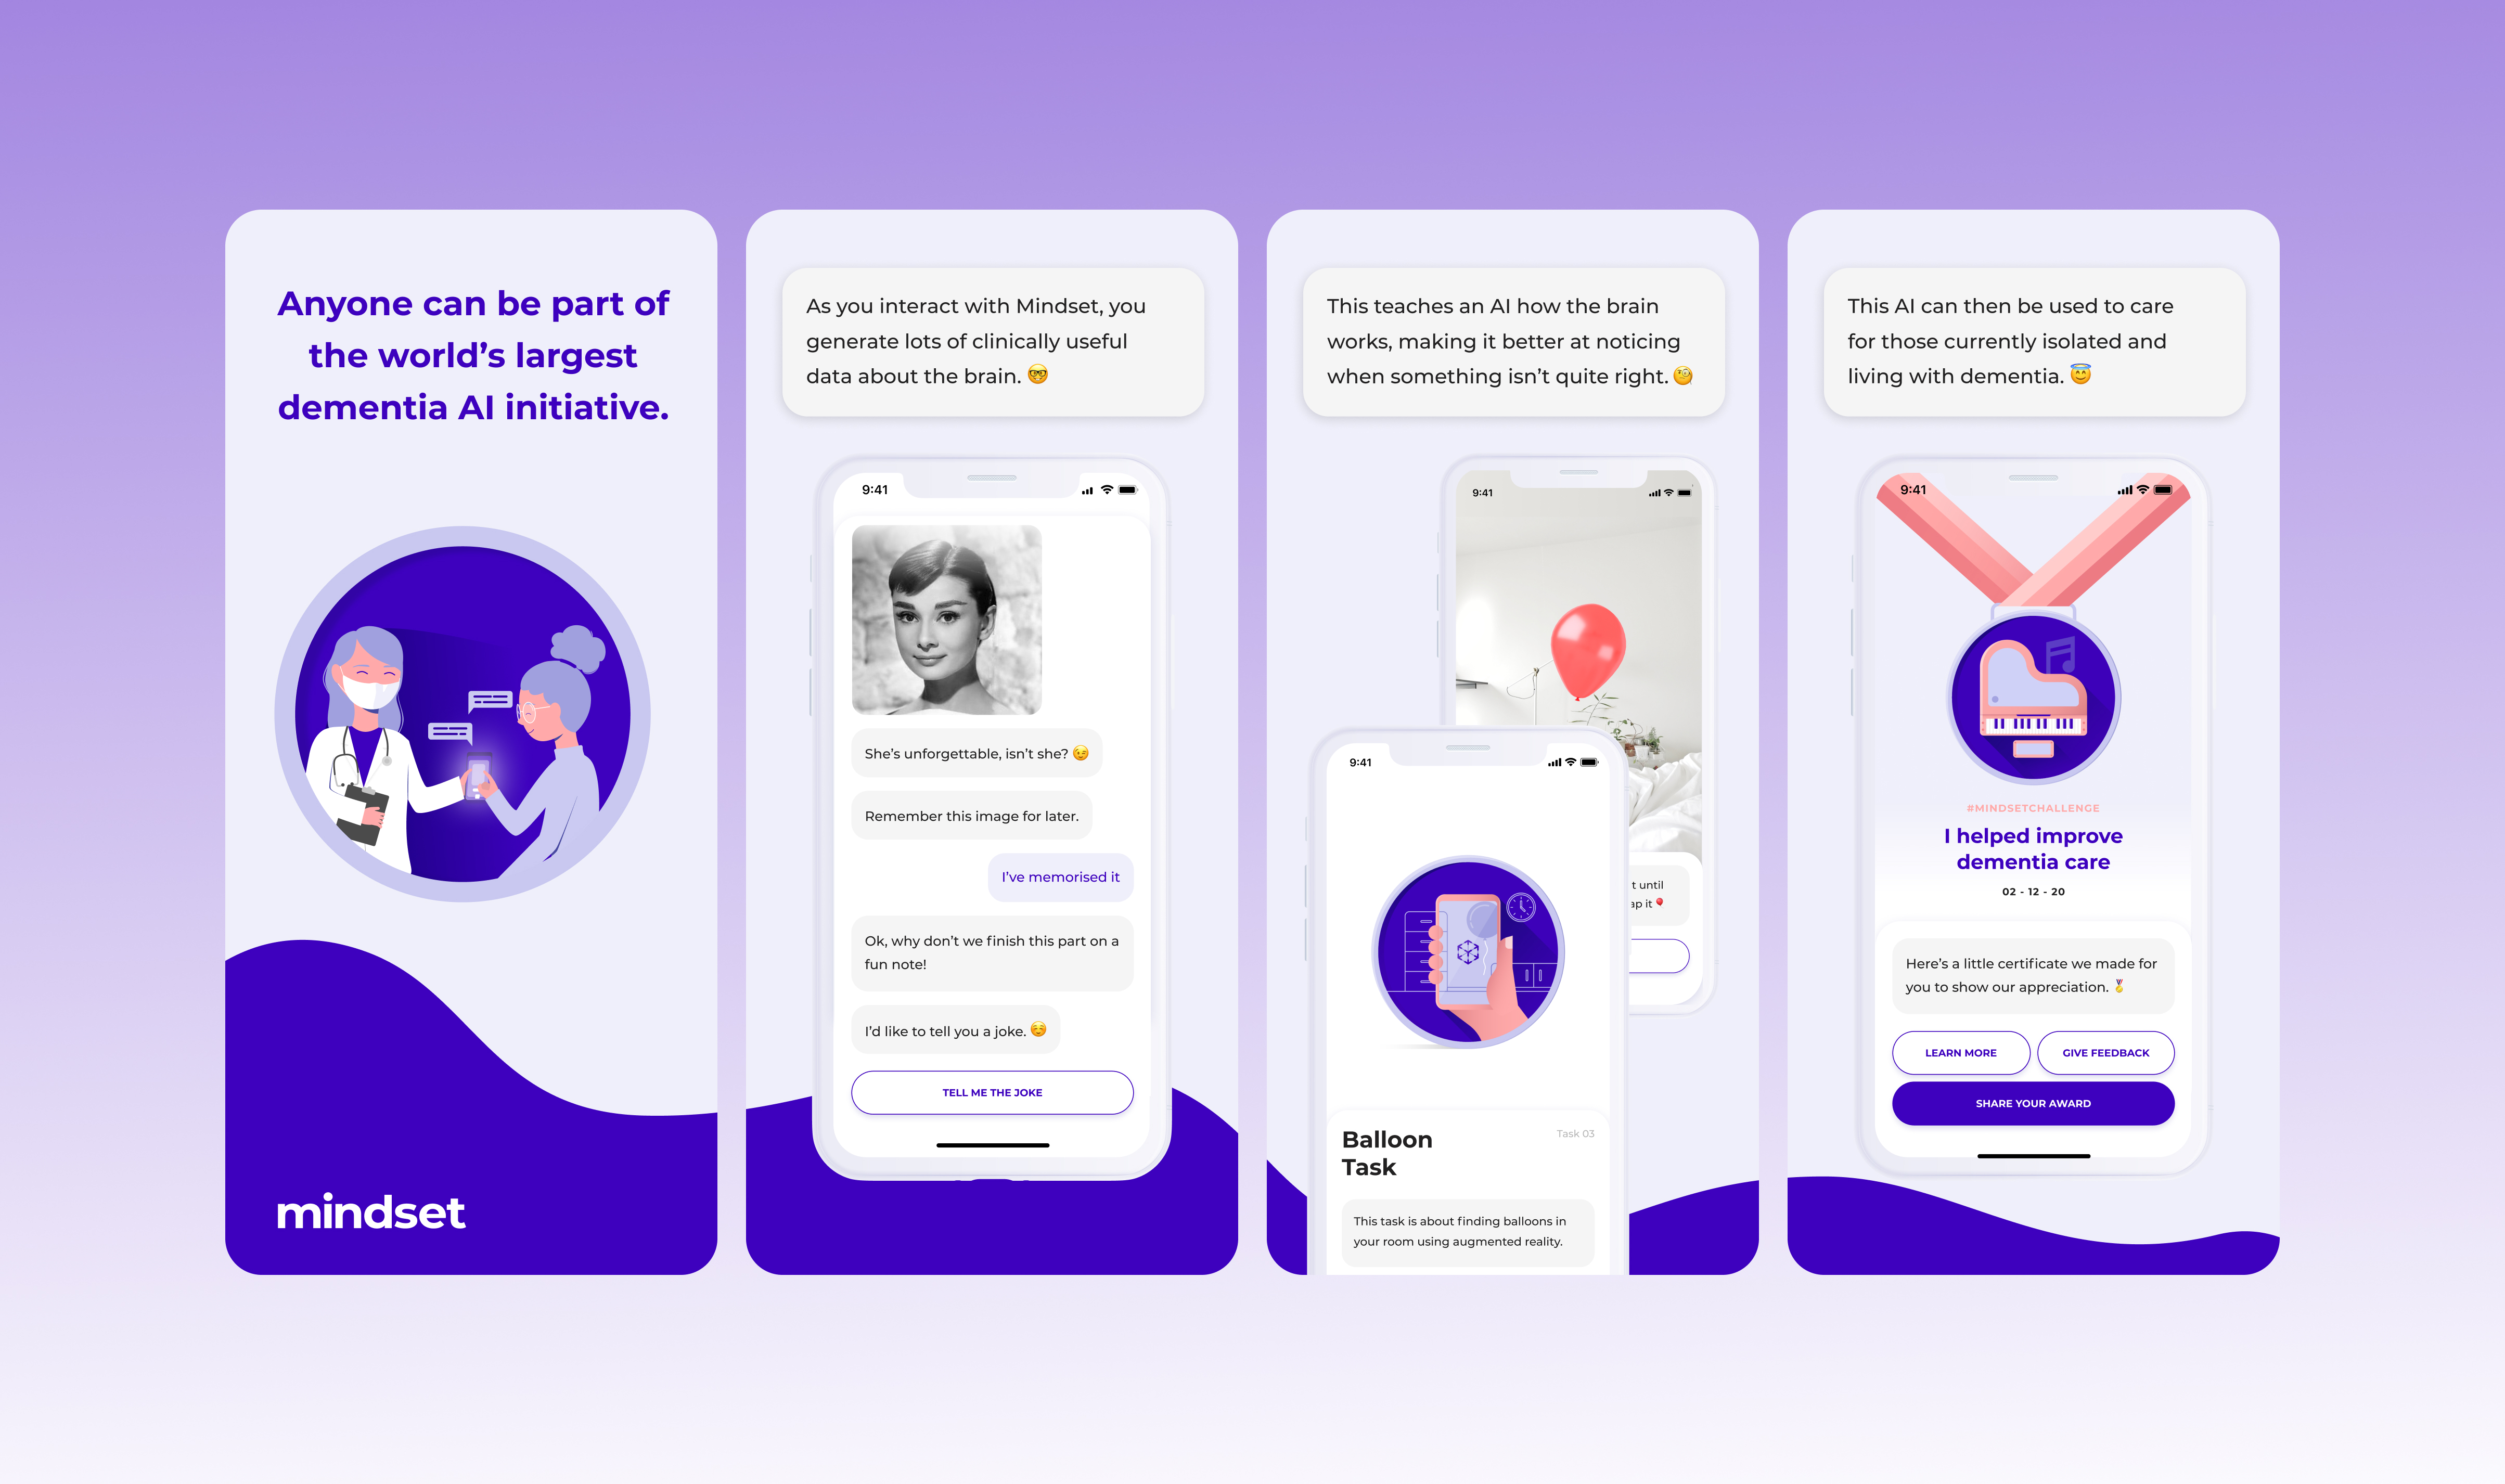 Anyone can be part of
the world’s largest
dementia AI initiative.
mindset
As you interact with Mindset, you
generate lots of clinically useful
data about the brain. 🤓
9:41
She’s unforgettable, isn’t she? 😉
Remember this image for later.
I’ve memorised it
Ok, why don’t we finish this part on a
fun note!
I’d like to tell you a joke. ☺️
TELL ME THE JOKE
This teaches an AI how the brain
works, making it better at noticing
when something isn’t quite right. 🧐
9:41
t until
ap it 🎈
9:41
Balloon
Task
Task 03
This task is about finding balloons in
your room using augmented reality.
This AI can then be used to care
for those currently isolated and
living with dementia. 😇
9:41
#MINDSETCHALLENGE
I helped improve
dementia care
02 - 12 - 20
Here’s a little certificate we made for
you to show our appreciation. 🏅
LEARN MORE
GIVE FEEDBACK
SHARE YOUR AWARD